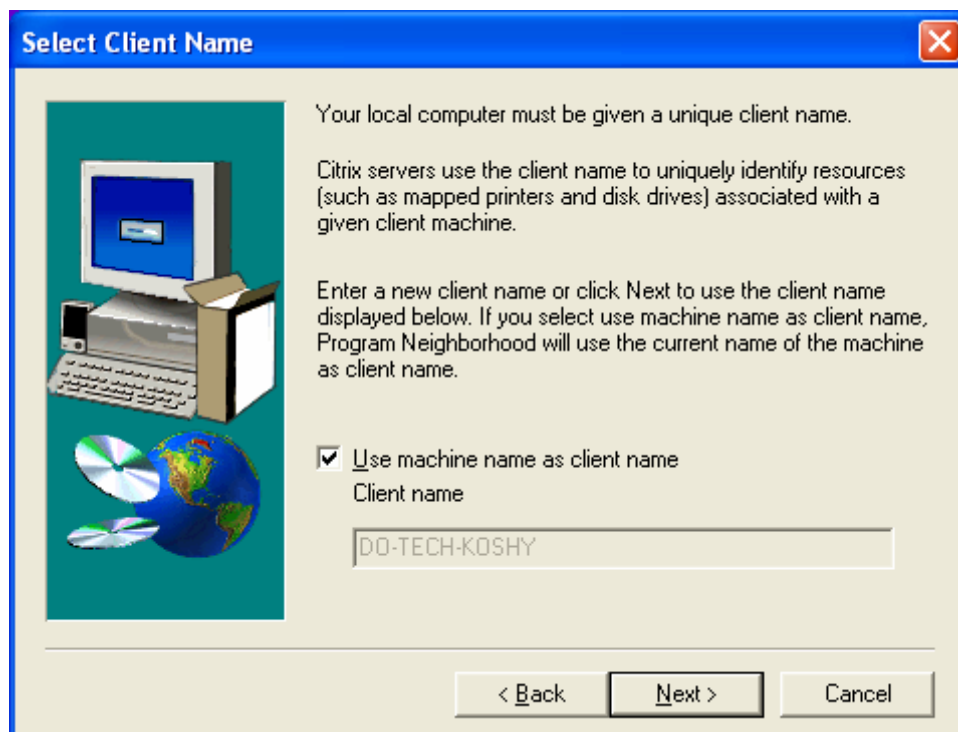 Select Client Name
Your local computer must be given a unique client name.
Citrix servers use the client name to uniquely identify resources
(such as mapped printers and disk drives) associated with a
given client machine.
Enter a new client name or click Next to use the client name
displayed below. If you select use machine name as client name,
Program Neighborhood will use the current name of the machine
as client name.
Use machine name as client name
Client name
DO-TECH-KOSHY
< Back
Next >
Cancel